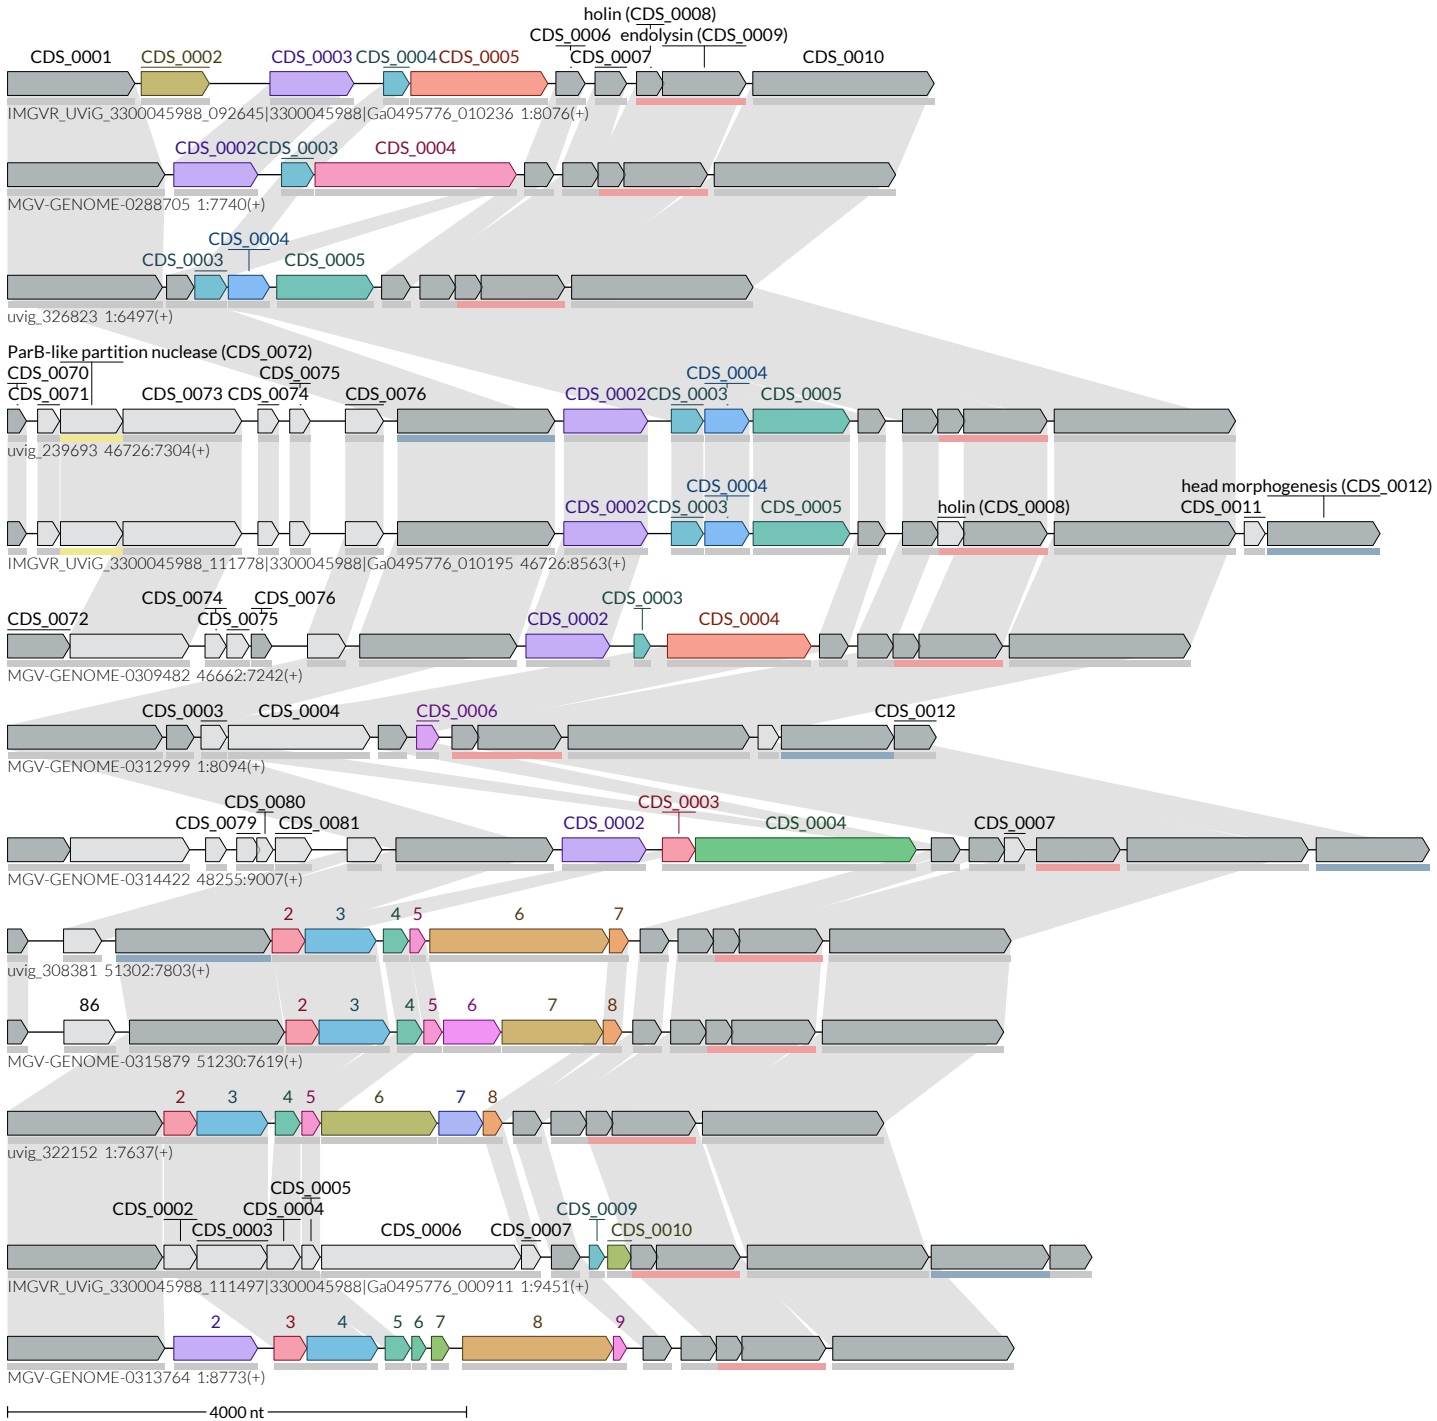 holin (CDS_0008)
CDS_0006 endolysin (CDS_0009)
CDS_0001 CDS_0002 CDS_0003 CDS_0004 CDS_0005 CDS_0007 CDS_0010
IMGVR_UViG_3300045988_092645|3300045988|Ga0495776_010236 1:8076(+)
CDS_0002 CDS_0003 CDS_0004
MGV-GENOME-0288705 1:7740(+)
CDS_0004
CDS_0003 CDS_0005
uvig_326823 1:6497(+)
ParB-like partition nuclease (CDS_0072)
CDS_0070 CDS_0075 CDS_0004
CDS_0071 CDS_0073 CDS_0074 CDS_0076 CDS_0002 CDS_0003 CDS_0005
uvig_239693 46726:7304(+)
CDS_0004 head morphogenesis (CDS_0012)
CDS_0002 CDS_0003 CDS_0005 holin (CDS_0008) CDS_0011
IMGVR_UViG_3300045988_111778|3300045988|Ga0495776_010195 46726:8563(+)
CDS_0074 CDS_0076 CDS_0003
CDS_0072 CDS_0075 CDS_0002 CDS_0004
MGV-GENOME-0309482 46662:7242(+)
CDS_0003 CDS_0004 CDS_0006 CDS_0012
MGV-GENOME-0312999 1:8094(+)
CDS_0080 CDS_0003
CDS_0079 CDS_0081 CDS_0002 CDS_0004 CDS_0007
MGV-GENOME-0314422 48255:9007(+)
2 3 4 5 6 7
uvig_308381 51302:7803(+)
86 2 3 4 5 6 7 8
MGV-GENOME-0315879 51230:7619(+)
2 3 4 5 6 7 8
uvig_322152 1:7637(+)
CDS_0005
CDS_0002 CDS_0004 CDS_0009
CDS_0003 CDS_0006 CDS_0007 CDS_0010
IMGVR_UViG_3300045988_111497|3300045988|Ga0495776_000911 1:9451(+)
2 3 4 5 6 7 8 9
MGV-GENOME-0313764 1:8773(+)
4000 nt